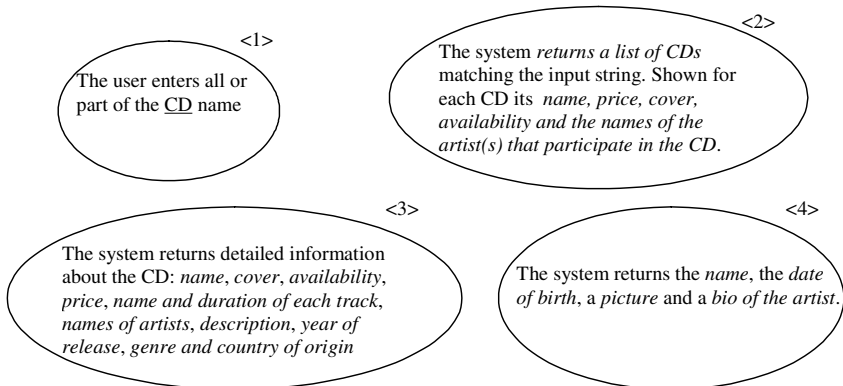 <1>
The user enters all or
part of the CD name
<2>
The system returns a list of CDs
matching the input string. Shown for
each CD its name, price, cover,
availability and the names of the
artist(s) that participate in the CD.
<3>
The system returns detailed information
about the CD: name, cover, availability,
price, name and duration of each track,
names of artists, description, year of
release, genre and country of origin
<4>
The system returns the name, the date
of birth, a picture and a bio of the artist.